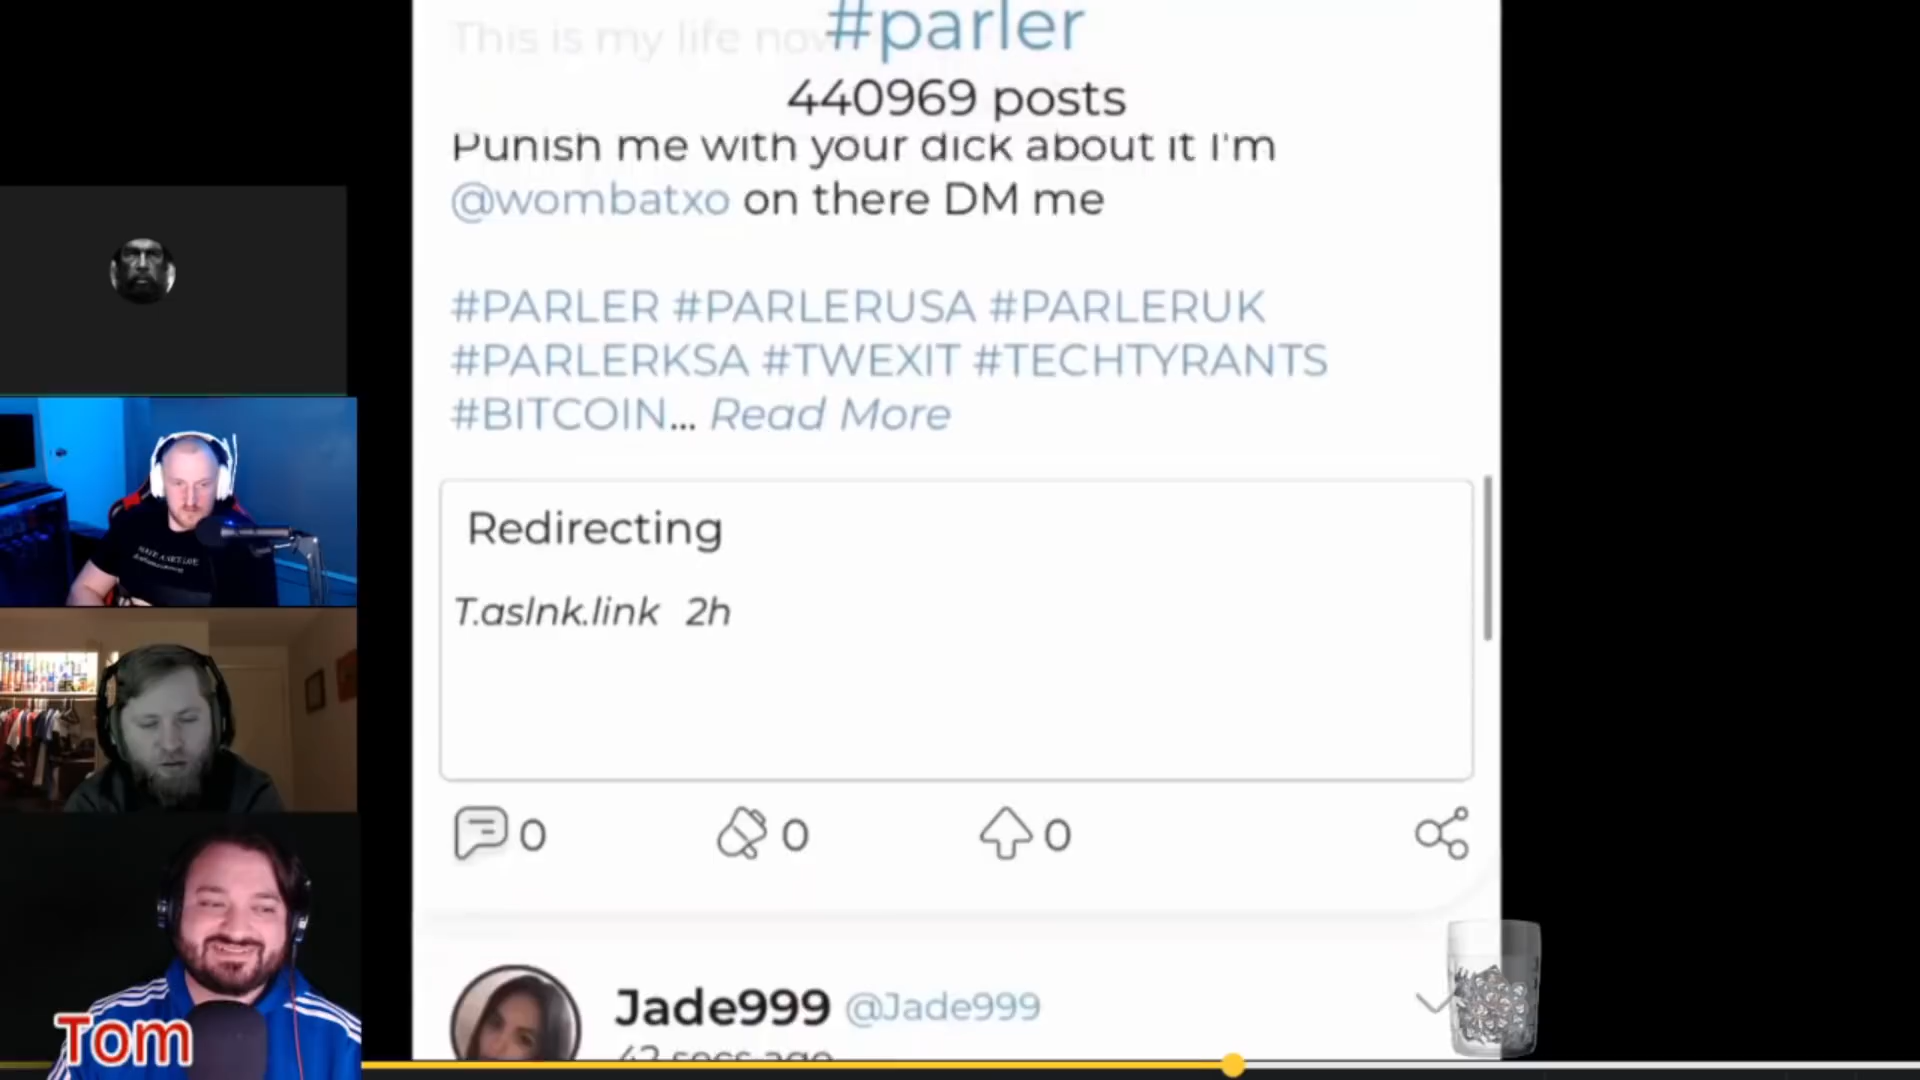 This is my life now
#parler
440969 posts
Punish me with your dick about it I'm
@wombatxo on there DM me
#PARLER #PARLERUSA #PARLERUK
#PARLERKSA #TWEXIT #TECHTYRANTS
#BITCOIN... Read More
Redirecting
T.aslnk.link 2h
0 0 0
Jade999 @Jade999
42 secs ago
Tom